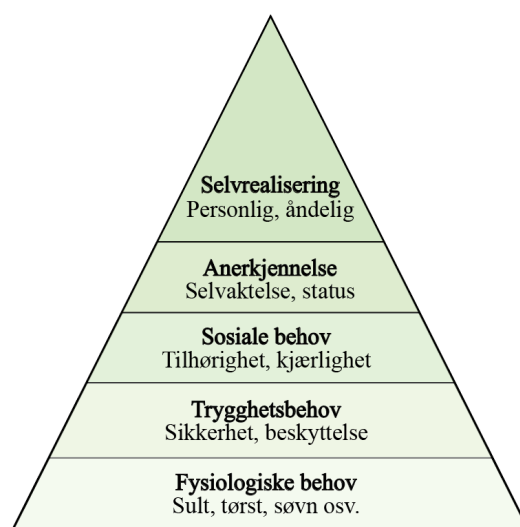 Selvrealisering
Personlig, åndelig
Anerkjennelse
Selvaktelse, status
Sosiale behov
Tilhørighet, kjærlighet
Trygghetsbehov
Sikkerhet, beskyttelse
Fysiologiske behov
Sult, tørst, søvn osv.